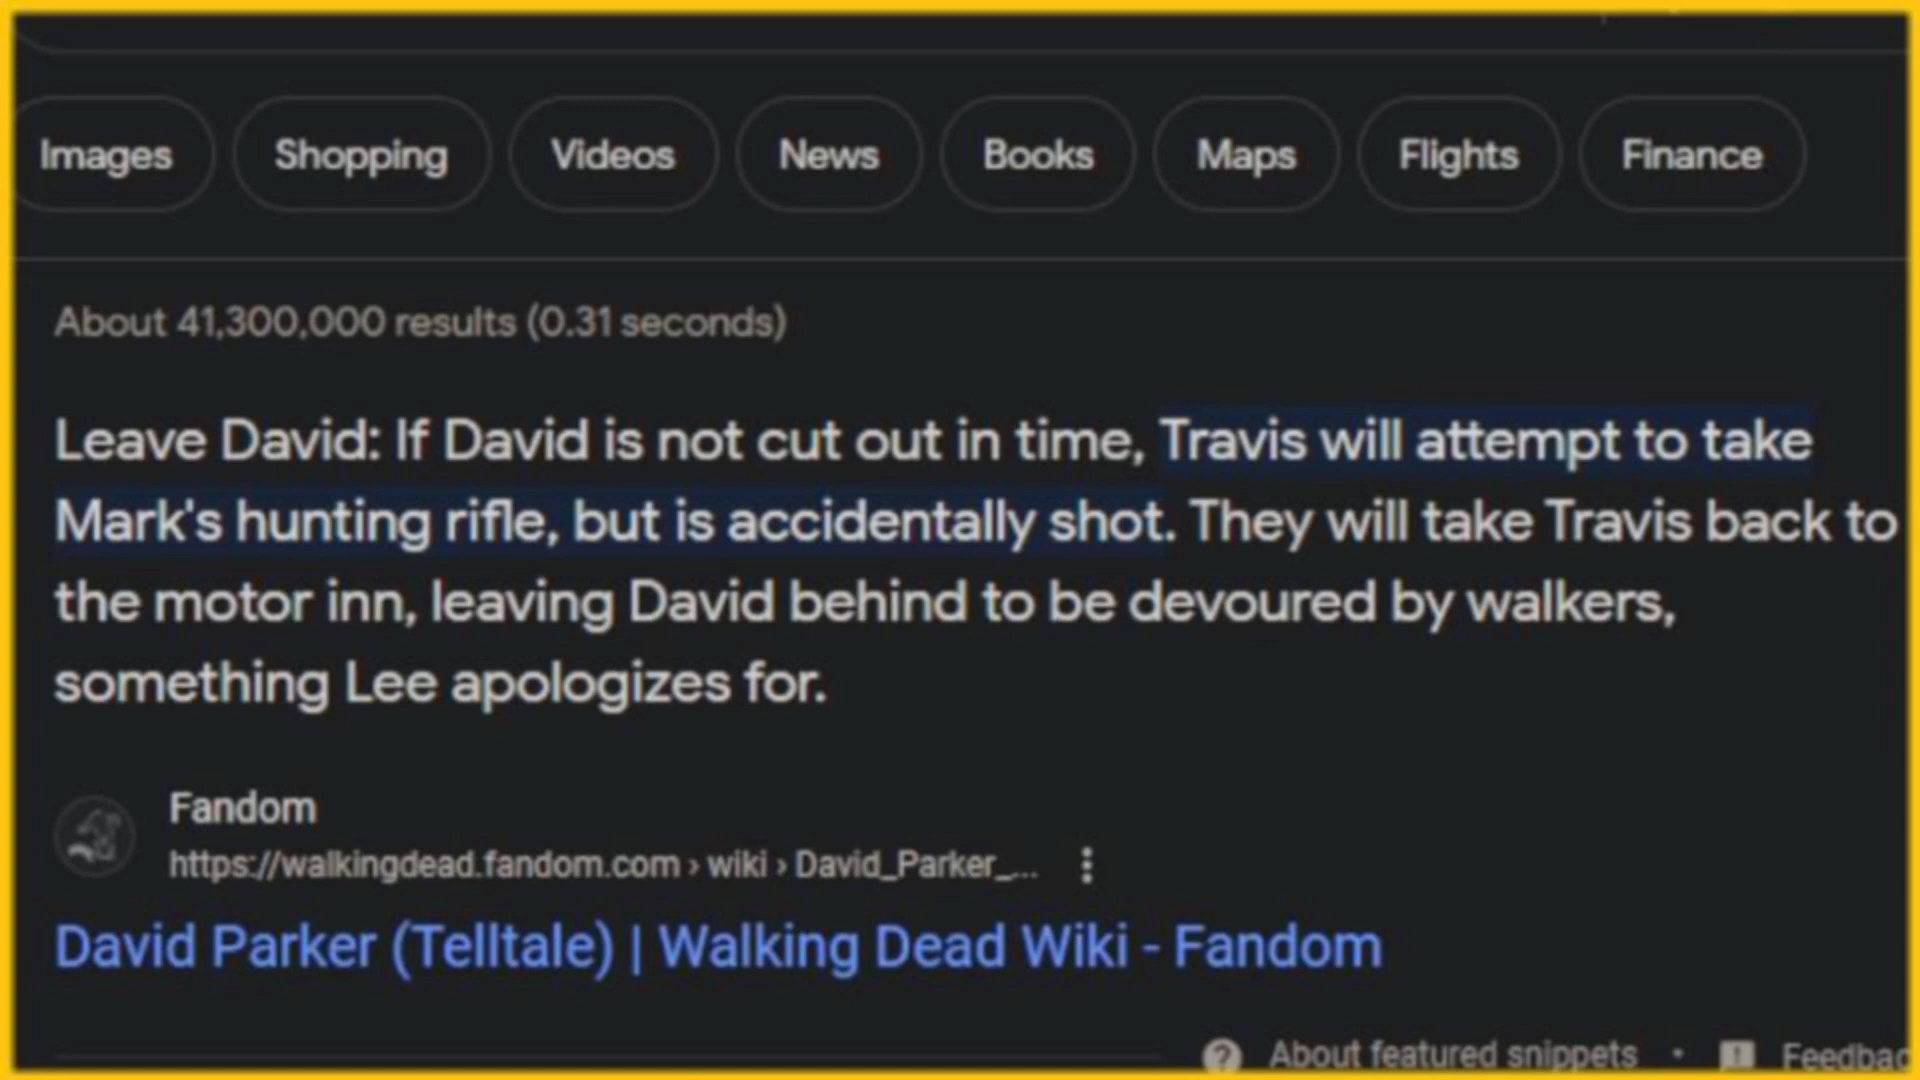 Images Shopping Videos News Books Maps Flights Finance
About 41,300,000 results (0.31 seconds)
Leave David: If David is not cut out in time, Travis will attempt to take
Mark's hunting rifle, but is accidentally shot. They will take Travis back to
the motor inn, leaving David behind to be devoured by walkers,
something Lee apologizes for.
Fandom
https://walkingdead.fandom.com › wiki › David_Parker_...
David Parker (Telltale) | Walking Dead Wiki - Fandom
About featured snippets • Feedbac